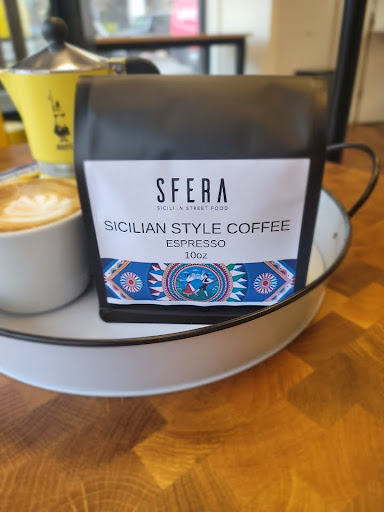 SFERA
SICILIAN STREET FOOD
SICILIAN STYLE COFFEE
ESPRESSO
10oz